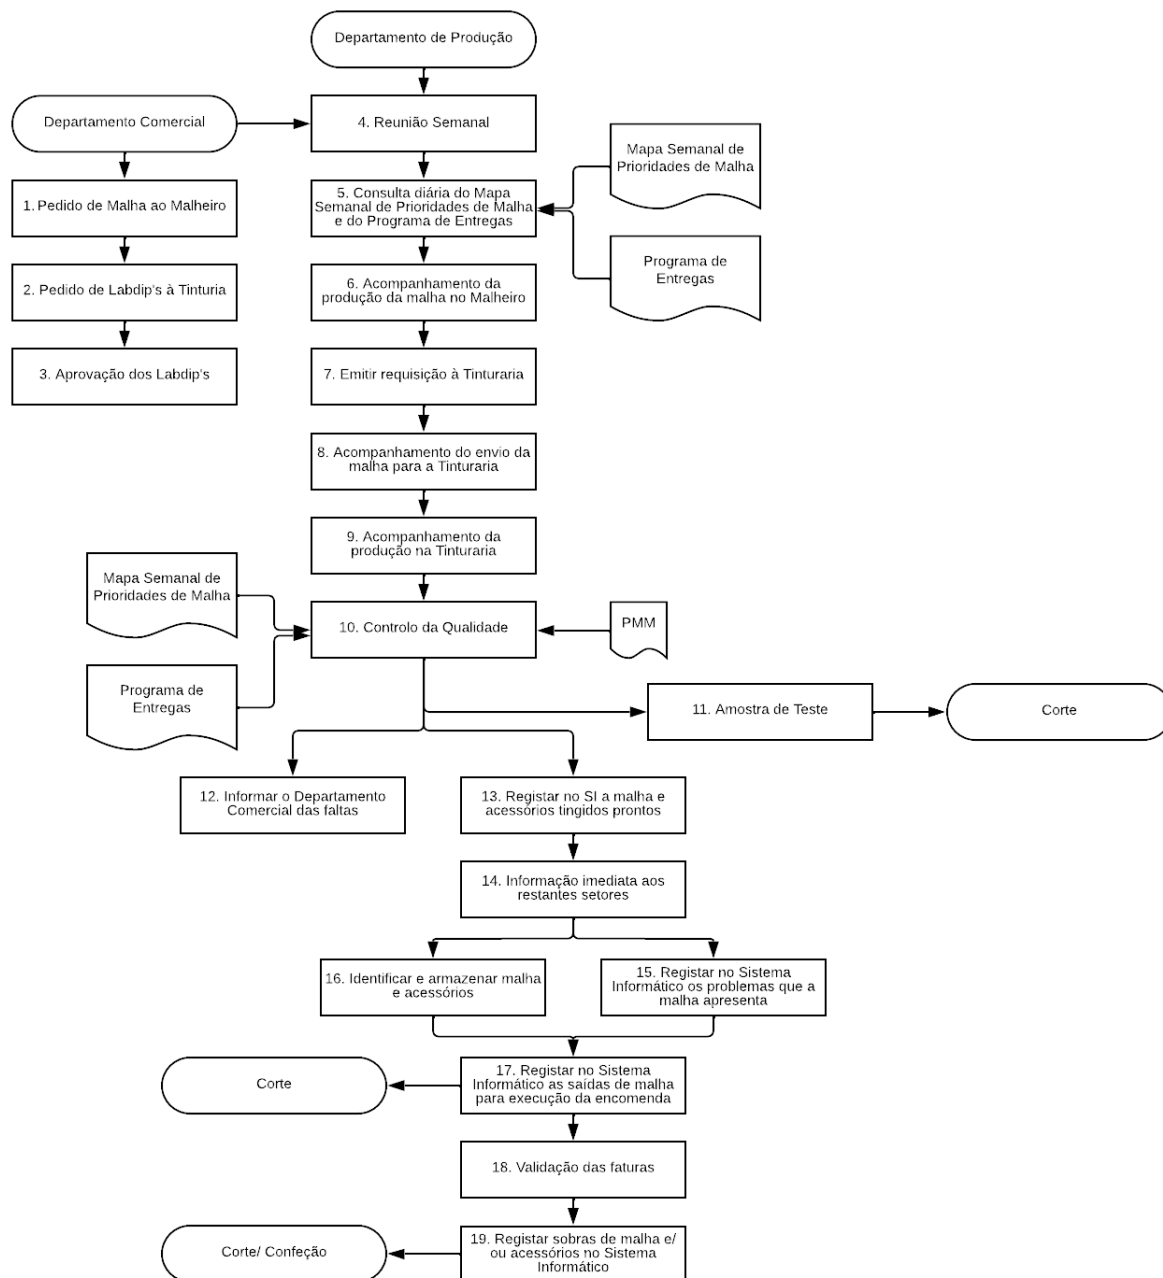 Departamento de Produção
Departamento Comercial
4. Reunião Semanal
Mapa Semanal de
Prioridades de Malha
1. Pedido de Malha ao Malheiro
5. Consulta diária do Mapa
Semanal de Prioridades de Malha
e do Programa de Entregas
Programa de
Entregas
2. Pedido de Labdip's à Tinturia
6. Acompanhamento da
produção da malha no Malheiro
3. Aprovação dos Labdip's
7. Emitir requisição à Tinturaria
8. Acompanhamento do envio da
malha para a Tinturaria
9. Acompanhamento da
produção na Tinturaria
Mapa Semanal de
Prioridades de Malha
10. Controlo da Qualidade
PMM
Programa de
Entregas
11. Amostra de Teste
Corte
12. Informar o Departamento
Comercial das faltas
13. Registar no SI a malha e
acessórios tingidos prontos
14. Informação imediata aos
restantes setores
16. Identificar e armazenar malha
e acessórios
15. Registar no Sistema
Informático os problemas que a
malha apresenta
Corte
17. Registar no Sistema
Informático as saídas de malha
para execução da encomenda
18. Validação das faturas
Corte/ Confeção
19. Registar sobras de malha e/
ou acessórios no Sistema
Informático